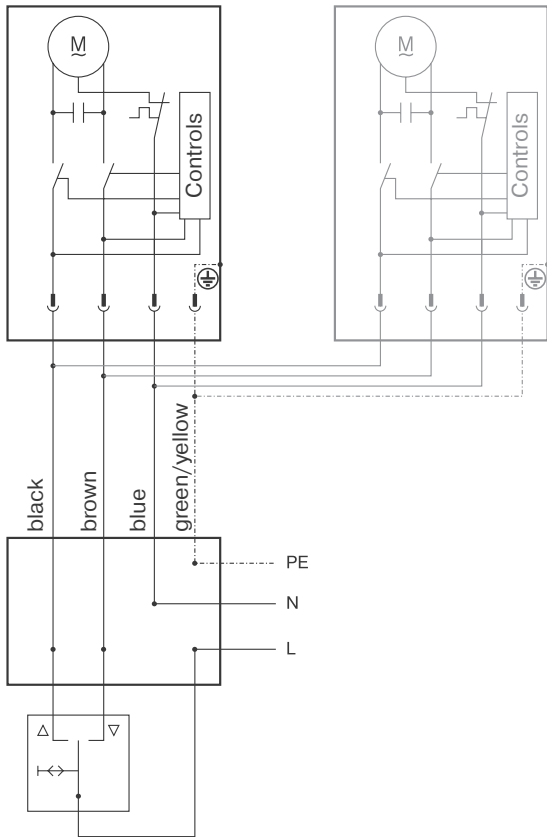 M
~
Controls
M
~
Controls
black
brown
blue
green/yellow
PE
N
L